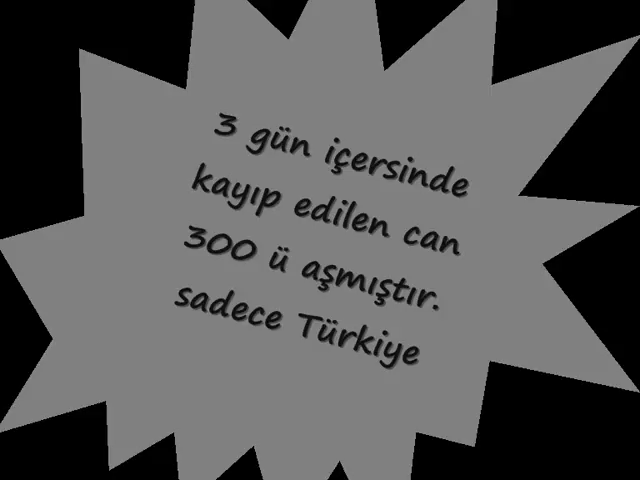 3 gün içersinde
kayıp edilen can
300 ü aşmıştır.
sadece Türkiye